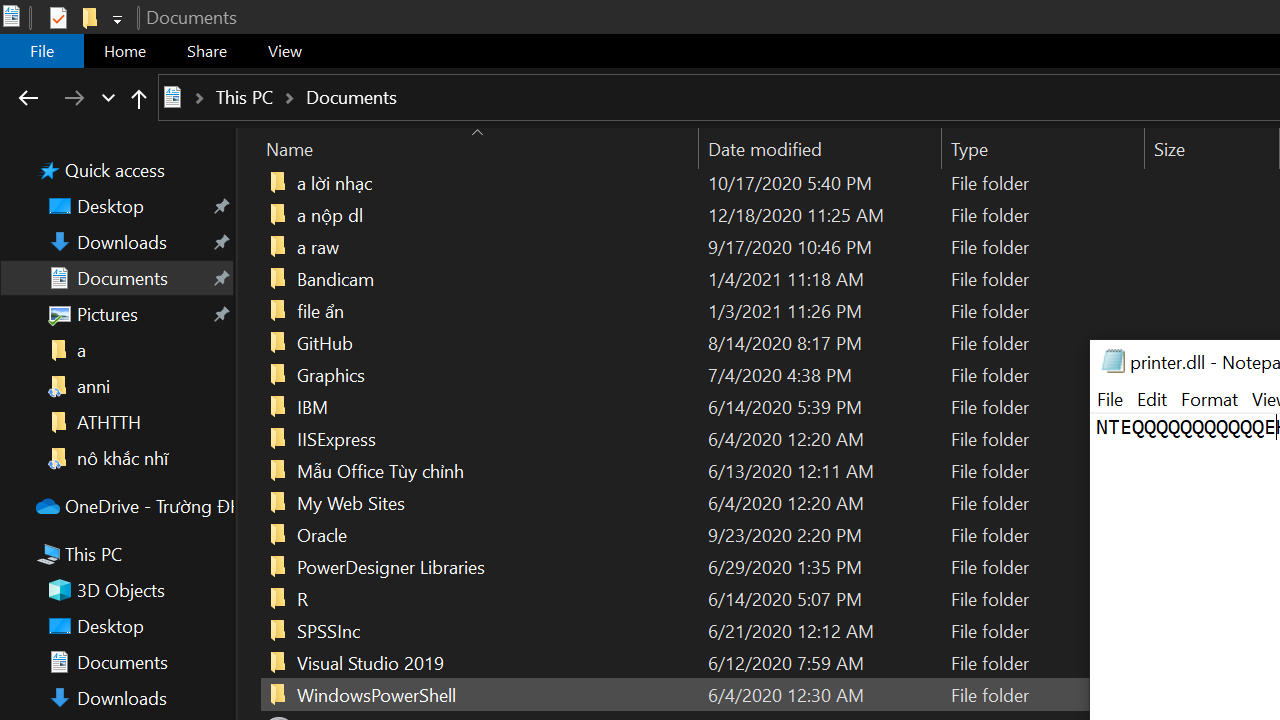 Documents
File Home Share View
This PC Documents
Name Date modified Type Size
Quick access
Desktop
Downloads
Documents
Pictures
a
anni
ATHTTH
nô khắc nhĩ
OneDrive - Trường ĐH
This PC
3D Objects
Desktop
Documents
Downloads
a lời nhạc 10/17/2020 5:40 PM File folder
a nộp dl 12/18/2020 11:25 AM File folder
a raw 9/17/2020 10:46 PM File folder
Bandicam 1/4/2021 11:18 AM File folder
file ẩn 1/3/2021 11:26 PM File folder
GitHub 8/14/2020 8:17 PM File folder
Graphics 7/4/2020 4:38 PM File folder
IBM 6/14/2020 5:39 PM File folder
IISExpress 6/4/2020 12:20 AM File folder
Mẫu Office Tùy chỉnh 6/13/2020 12:11 AM File folder
My Web Sites 6/4/2020 12:20 AM File folder
Oracle 9/23/2020 2:20 PM File folder
PowerDesigner Libraries 6/29/2020 1:35 PM File folder
R 6/14/2020 5:07 PM File folder
SPSSInc 6/21/2020 12:12 AM File folder
Visual Studio 2019 6/12/2020 7:59 AM File folder
WindowsPowerShell 6/4/2020 12:30 AM File folder
printer.dll - Notepa
File Edit Format View